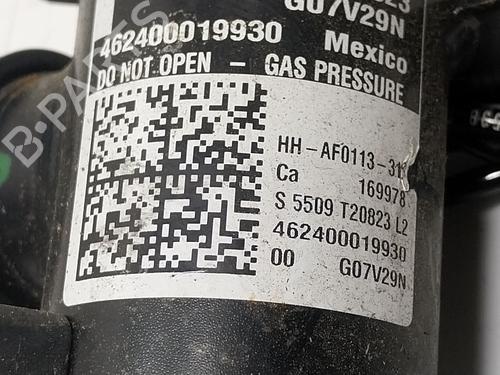 G07V29N
462400019930 Mexico
DO NOT OPEN - GAS PRESSURE
HH-AF0113-31
Ca 169978
S 5509 T20823 L2
462400019930
00 G07V29N
B-PARTS